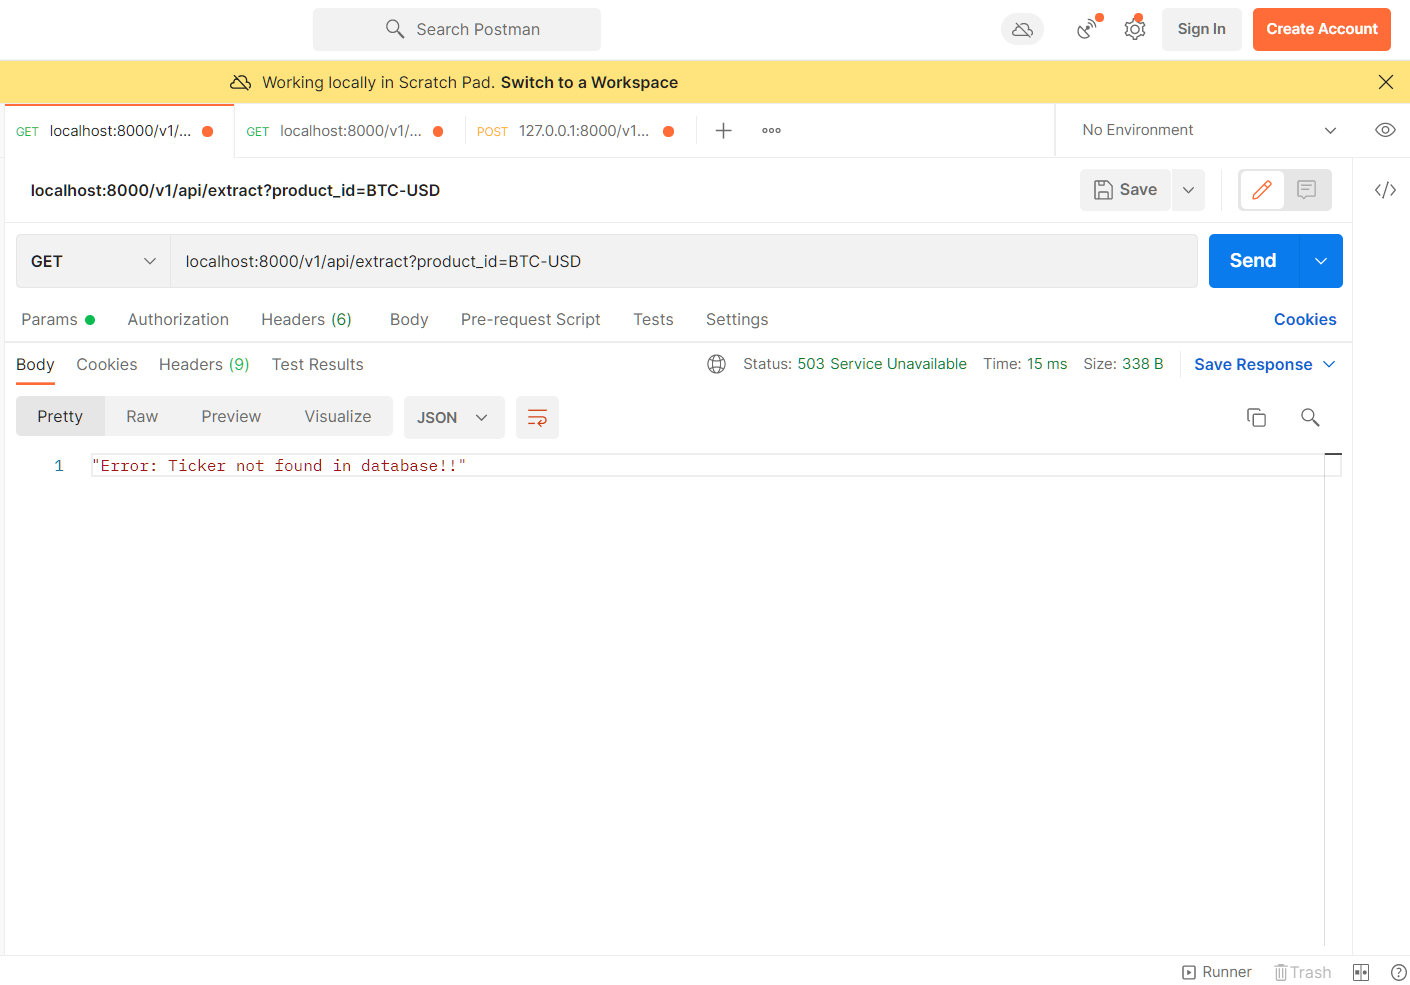 Search Postman
Sign In
Create Account
Working locally in Scratch Pad. Switch to a Workspace
GET localhost:8000/v1/...
GET localhost:8000/v1/...
POST 127.0.0.1:8000/v1...
No Environment
localhost:8000/v1/api/extract?product_id=BTC-USD
Save
GET
localhost:8000/v1/api/extract?product_id=BTC-USD
Send
Params Authorization Headers (6) Body Pre-request Script Tests Settings Cookies
Body Cookies Headers (9) Test Results Status: 503 Service Unavailable Time: 15 ms Size: 338 B Save Response
Pretty Raw Preview Visualize JSON
1 "Error: Ticker not found in database!!"
Runner Trash